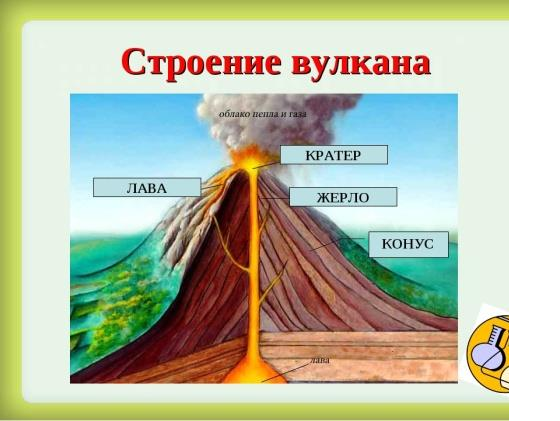 Строение вулкана
облако пепла и газа
КРАТЕР
ЛАВА
ЖЕРЛО
КОНУС
лава